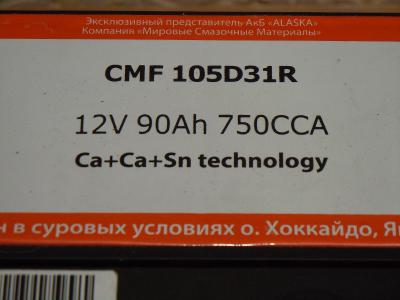 Эксклюзивный представитель АкБ «ALASKA»
Компания «Мировые Смазочные Материалы»
CMF 105D31R
12V 90Ah 750CCA
Ca+Ca+Sn technology
в суровых условиях о. Хоккайдо,